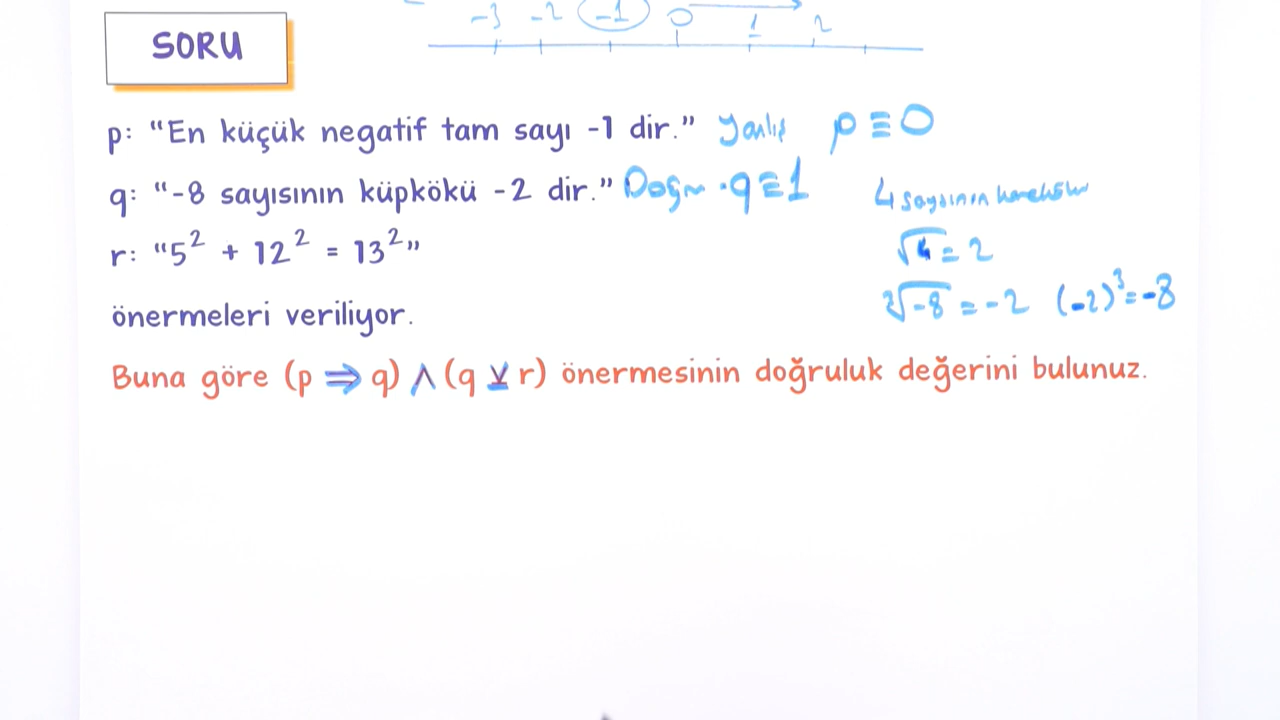 -3 -2 -1 0 1 2
SORU
p: “En küçük negatif tam sayı -1 dir.” Yanlış p ≡ 0
q: “-8 sayısının küpkökü -2 dir.” Doğru. q ≡ 1
4 sayısının karekökü
r: “5² + 12² = 13²”
√4 = 2
önermeleri veriliyor.
³√-8 = -2 (-2)³ = -8
Buna göre (p ⇒ q) ∧ (q ⊻ r) önermesinin doğruluk değerini bulunuz.